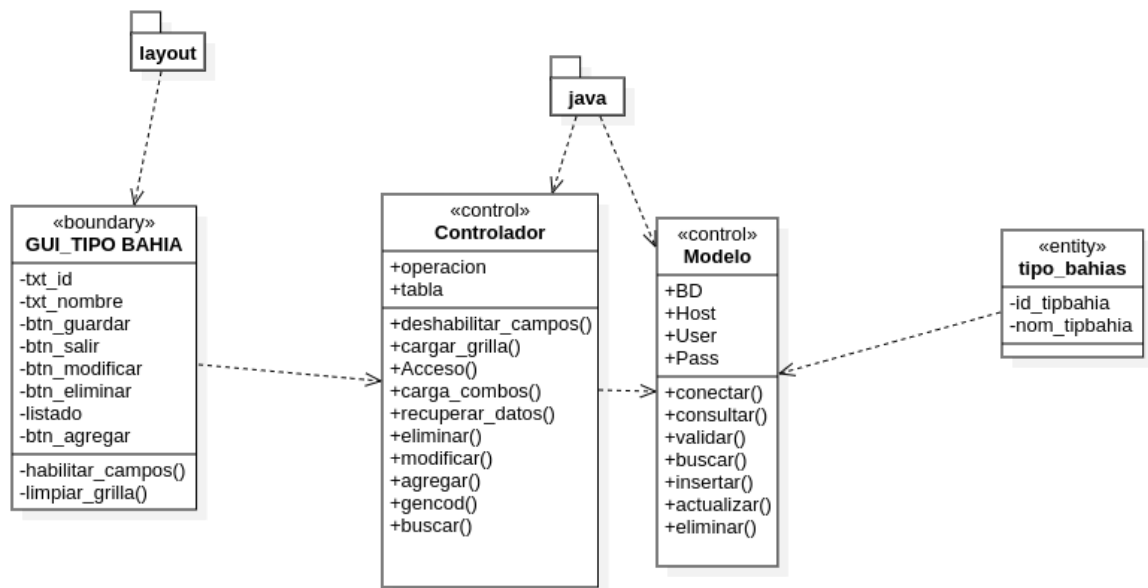 layout
java
«boundary»
GUI_TIPO BAHIA
-txt_id
-txt_nombre
-btn_guardar
-btn_salir
-btn_modificar
-btn_eliminar
-listado
-btn_agregar
-habilitar_campos()
-limpiar_grilla()
«control»
Controlador
+operacion
+tabla
+deshabilitar_campos()
+cargar_grilla()
+Acceso()
+carga_combos()
+recuperar_datos()
+eliminar()
+modificar()
+agregar()
+gencod()
+buscar()
«control»
Modelo
+BD
+Host
+User
+Pass
+conectar()
+consultar()
+validar()
+buscar()
+insertar()
+actualizar()
+eliminar()
«entity»
tipo_bahias
-id_tipbahia
-nom_tipbahia